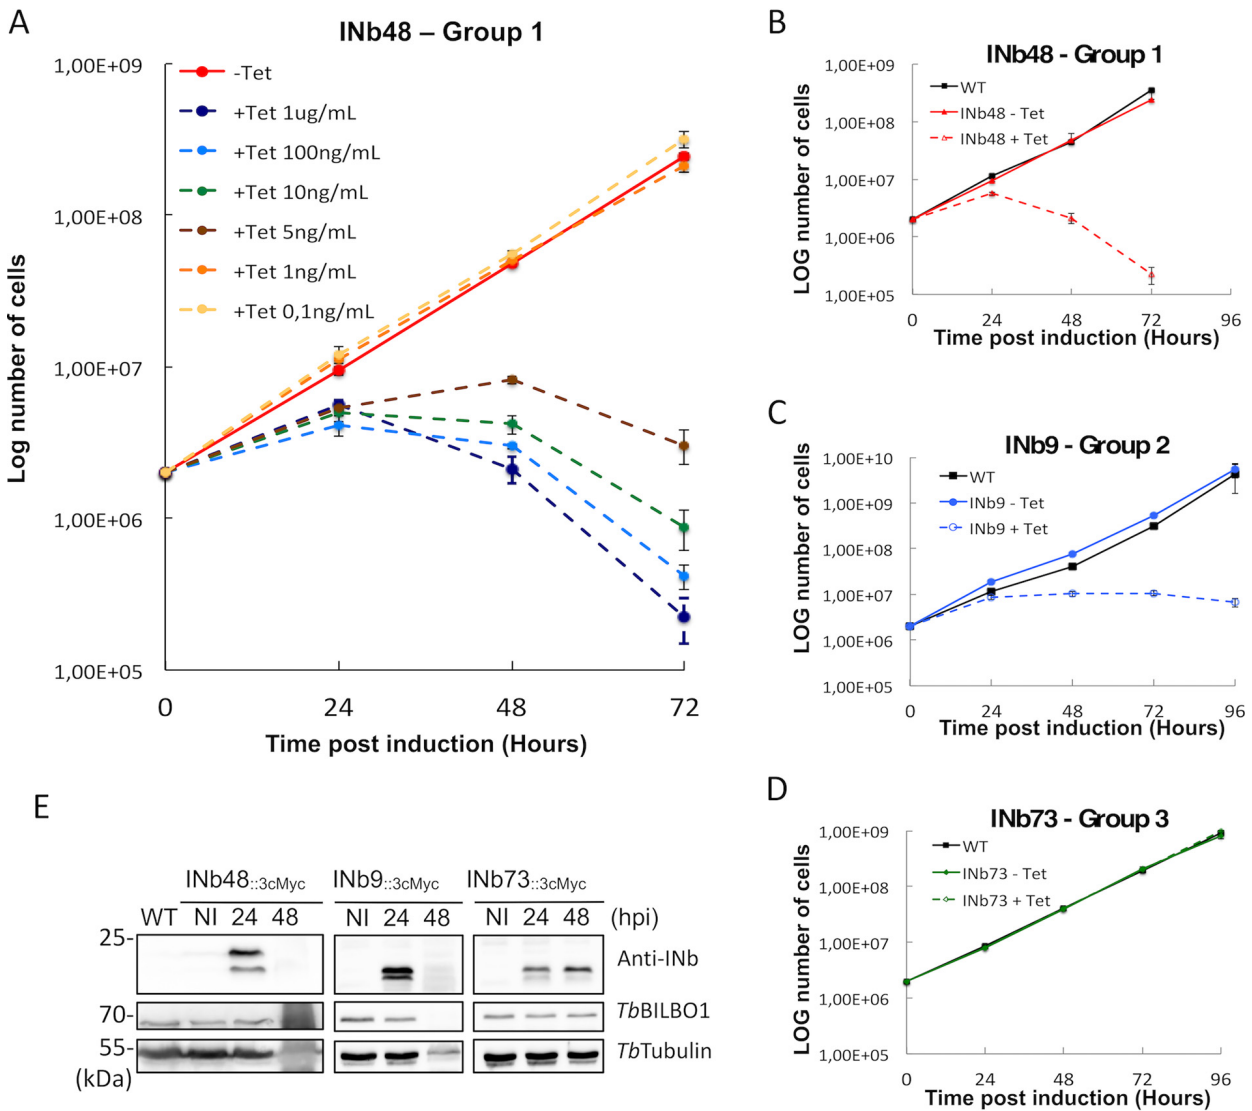 A
INb48 – Group 1
1,00E+09
1,00E+08
1,00E+07
1,00E+06
1,00E+05
-Tet
+Tet 1ug/mL
+Tet 100ng/mL
+Tet 10ng/mL
+Tet 5ng/mL
+Tet 1ng/mL
+Tet 0,1ng/mL
Log number of cells
0 24 48 72
Time post induction (Hours)
B
INb48 - Group 1
1,00E+09
1,00E+08
1,00E+07
1,00E+06
1,00E+05
WT
INb48 - Tet
INb48 + Tet
LOG number of cells
0 24 48 72 96
Time post induction (Hours)
C
INb9 - Group 2
1,00E+10
1,00E+09
1,00E+08
1,00E+07
1,00E+06
1,00E+05
WT
INb9 - Tet
INb9 + Tet
LOG number of cells
0 24 48 72 96
Time post induction (Hours)
D
INb73 - Group 3
1,00E+09
1,00E+08
1,00E+07
1,00E+06
1,00E+05
WT
INb73 - Tet
INb73 + Tet
LOG number of cells
0 24 48 72 96
Time post induction (Hours)
E
INb48::3cMyc INb9::3cMyc INb73::3cMyc
WT NI 24 48 NI 24 48 NI 24 48 (hpi)
25-
Anti-INb
70-
TbBILBO1
55-
TbTubulin
(kDa)